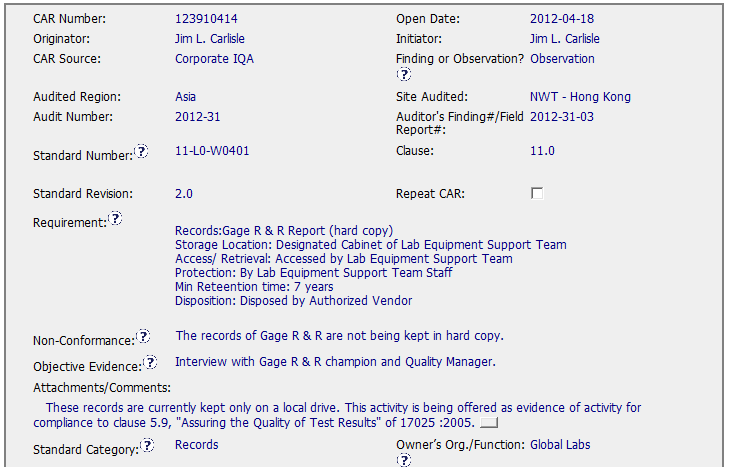 CAR Number: 123910414 Open Date: 2012-04-18
Originator: Jim L. Carlisle Initiator: Jim L. Carlisle
CAR Source: Corporate IQA Finding or Observation? Observation
?
Audited Region: Asia Site Audited: NWT - Hong Kong
Audit Number: 2012-31 Auditor's Finding#/Field 2012-31-03
Report#:
Standard Number: ? 11-L0-W0401 Clause: 11.0
Standard Revision: 2.0 Repeat CAR:
Requirement: ?
Records:Gage R & R Report (hard copy)
Storage Location: Designated Cabinet of Lab Equipment Support Team
Access/ Retrieval: Accessed by Lab Equipment Support Team
Protection: By Lab Equipment Support Team Staff
Min Reteention time: 7 years
Disposition: Disposed by Authorized Vendor
Non-Conformance: ? The records of Gage R & R are not being kept in hard copy.
Objective Evidence: ? Interview with Gage R & R champion and Quality Manager.
Attachments/Comments:
These records are currently kept only on a local drive. This activity is being offered as evidence of activity for
compliance to clause 5.9, "Assuring the Quality of Test Results" of 17025 :2005.
Standard Category: ? Records Owner's Org./Function: Global Labs
?